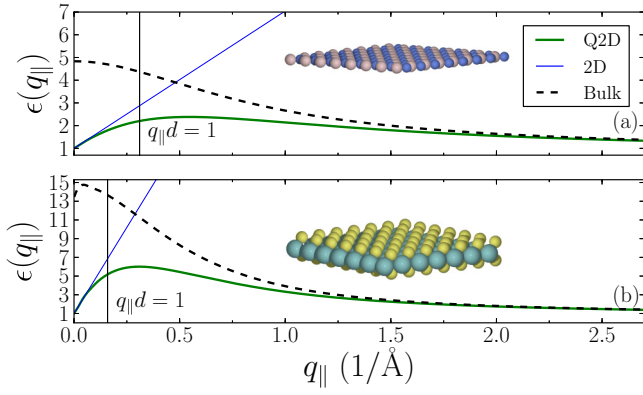 7
6
5
4
3
2
1
ϵ(q∥)
q∥d = 1
Q2D
2D
Bulk
(a)
15
13
11
9
7
5
3
1
ϵ(q∥)
q∥d = 1
(b)
0.0 0.5 1.0 1.5 2.0 2.5
q∥ (1/Å)